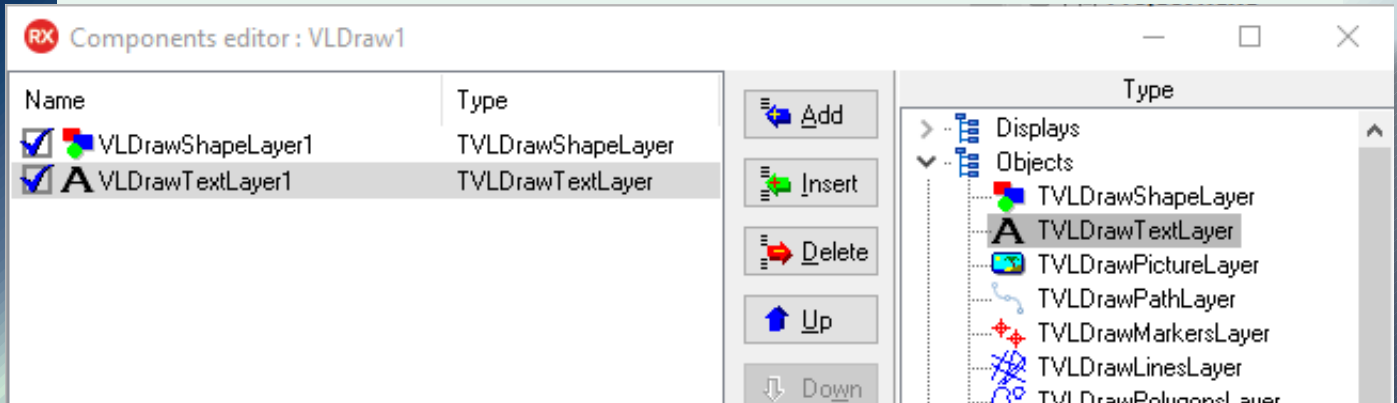 RX Components editor : VLDraw1
Name Type
VLDrawShapeLayer1 TVLDrawShapeLayer
VLDrawTextLayer1 TVLDrawTextLayer
Add
Insert
Delete
Up
Down
Type
Displays
Objects
TVLDrawShapeLayer
A TVLDrawTextLayer
TVLDrawPictureLayer
TVLDrawPathLayer
TVLDrawMarkersLayer
TVLDrawLinesLayer
TVLDrawPolygonsLayer